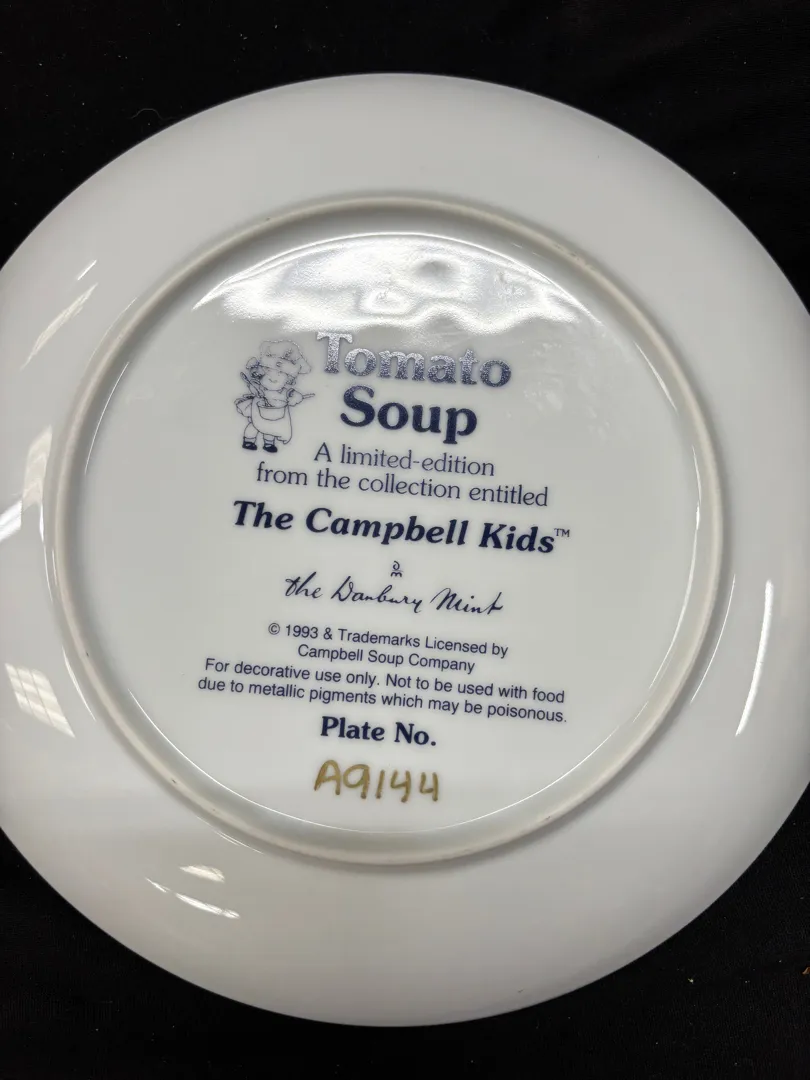 Tomato
Soup
A limited-edition
from the collection entitled
The Campbell Kids™
the Danbury Mint
© 1993 & Trademarks Licensed by
Campbell Soup Company
For decorative use only. Not to be used with food
due to metallic pigments which may be poisonous.
Plate No.
A9144